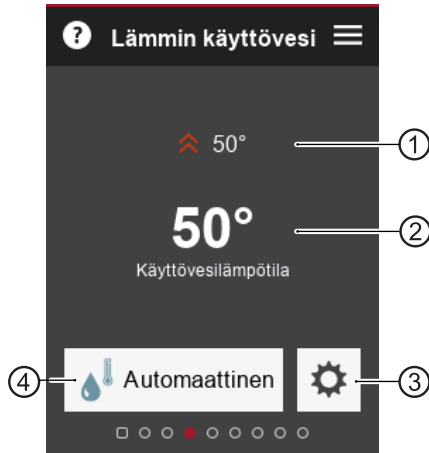 ? Lämmin käyttövesi
50°
1
50°
2
Käyttövesilämpötila
4
Automaattinen
3